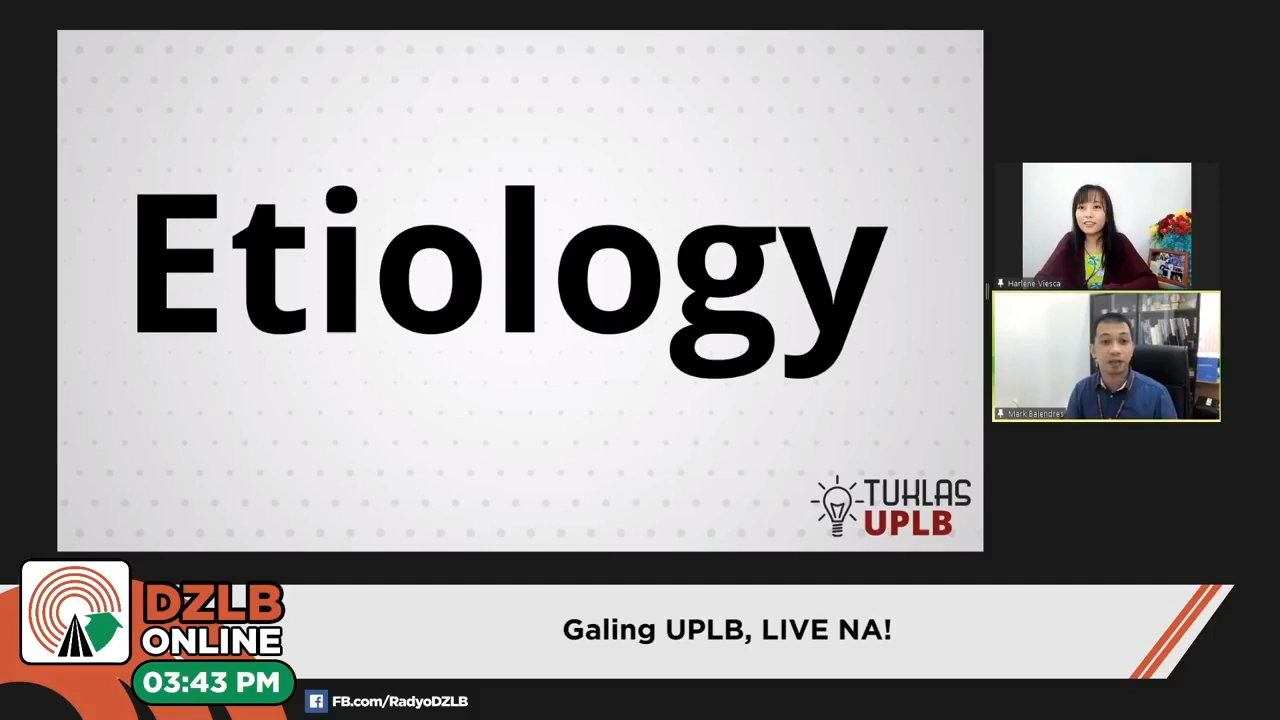 Etiology
TUKLAS
UPLB
Harlene Viesca
Mark Balendres
DZLB
ONLINE
03:43 PM
Galing UPLB, LIVE NA!
FB.com/RadyoDZLB